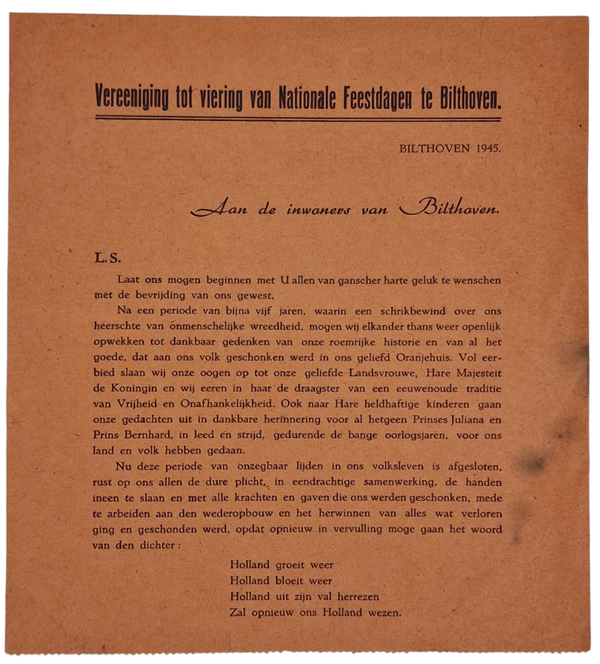 Vereeniging tot viering van Nationale Feestdagen te Bilthoven.
BILTHOVEN 1945.
Aan de inwoners van Bilthoven.
L. S.
Laat ons mogen beginnen met U allen van ganscher harte geluk te wenschen
met de bevrijding van ons gewest.
Na een periode van bijna vijf jaren, waarin een schrikbewind over ons
heerschte van onmenschelijke wreedheid, mogen wij elkander thans weer openlijk
opwekken tot dankbaar gedenken van onze roemrijke historie en van al het
goede, dat aan ons volk geschonken werd in ons geliefd Oranjehuis. Vol eer-
bied slaan wij onze oogen op tot onze geliefde Landsvrouwe, Hare Majesteit
de Koningin en wij eeren in haar de draagster van een eeuwenoude traditie
van Vrijheid en Onafhankelijkheid. Ook naar Hare heldhaftige kinderen gaan
onze gedachten uit in dankbare herinnering voor al hetgeen Prinses Juliana en
Prins Bernhard, in leed en strijd, gedurende de bange oorlogsjaren, voor ons
land en volk hebben gedaan.
Nu deze periode van onzegbaar lijden in ons volksleven is afgesloten,
rust op ons allen de dure plicht, in eendrachtige samenwerking, de handen
ineen te slaan en met alle krachten en gaven die ons werden geschonken, mede
te arbeiden aan den wederopbouw en het herwinnen van alles wat verloren
ging en geschonden werd, opdat opnieuw in vervulling moge gaan het woord
van den dichter :
Holland groeit weer
Holland bloeit weer
Holland uit zijn val herrezen
Zal opnieuw ons Holland wezen.